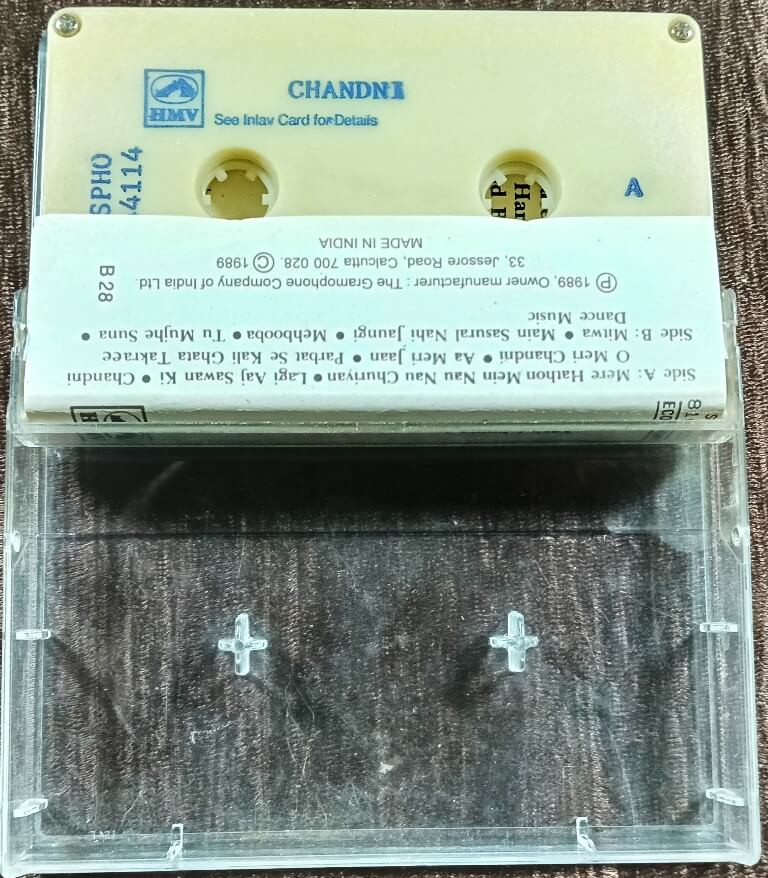 CHANDNI
HMV
See Inlay Card for Details
SPHO
4114
A
Side A: Mere Hathon Mein Nau Nau Churiyan • Lagi Aaj Sawan Ki • Chandni
O Meri Chandni • Aa Meri Jaan • Parbat Se Kali Ghata Takraee
Side B: Mitwa • Main Sasural Nahi Jaungi • Mehbooba • Tu Mujhe Suna •
Dance Music
℗ 1989, Owner manufacturer : The Gramophone Company of India Ltd.
33, Jessore Road, Calcutta 700 028. © 1989
MADE IN INDIA
B 28